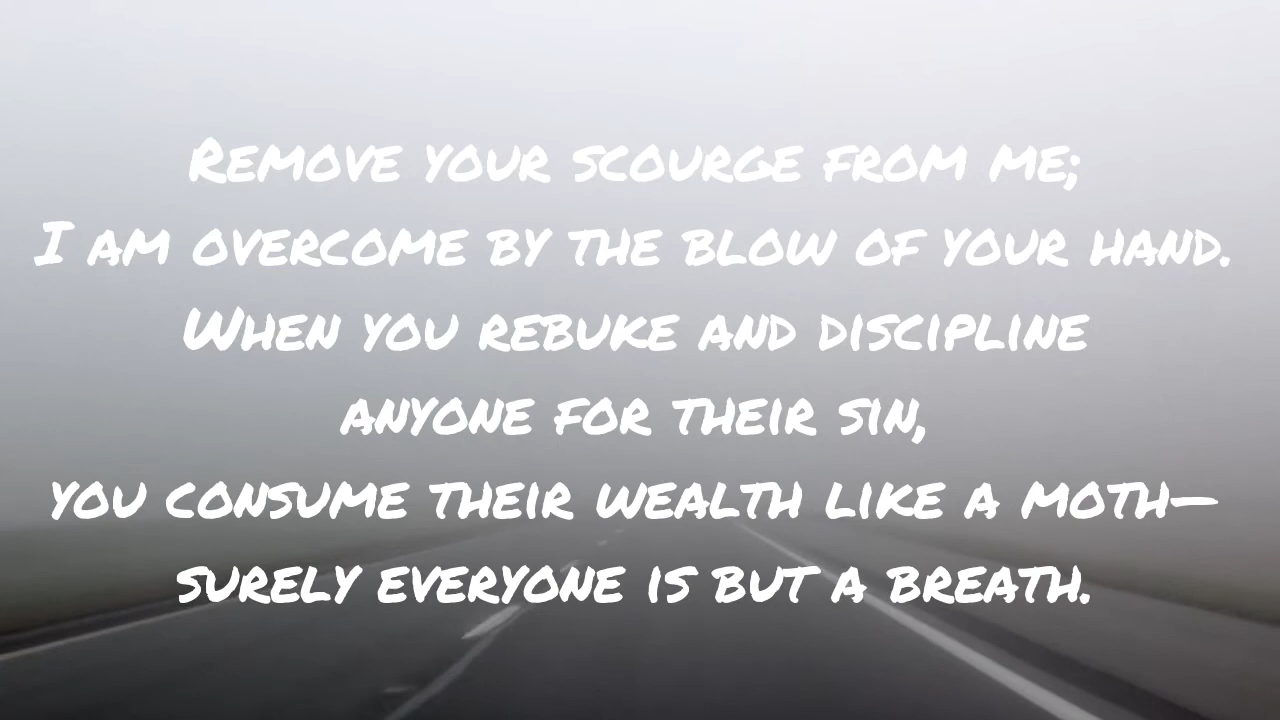 Remove your scourge from me;
I am overcome by the blow of your hand.
When you rebuke and discipline
anyone for their sin,
you consume their wealth like a moth—
surely everyone is but a breath.